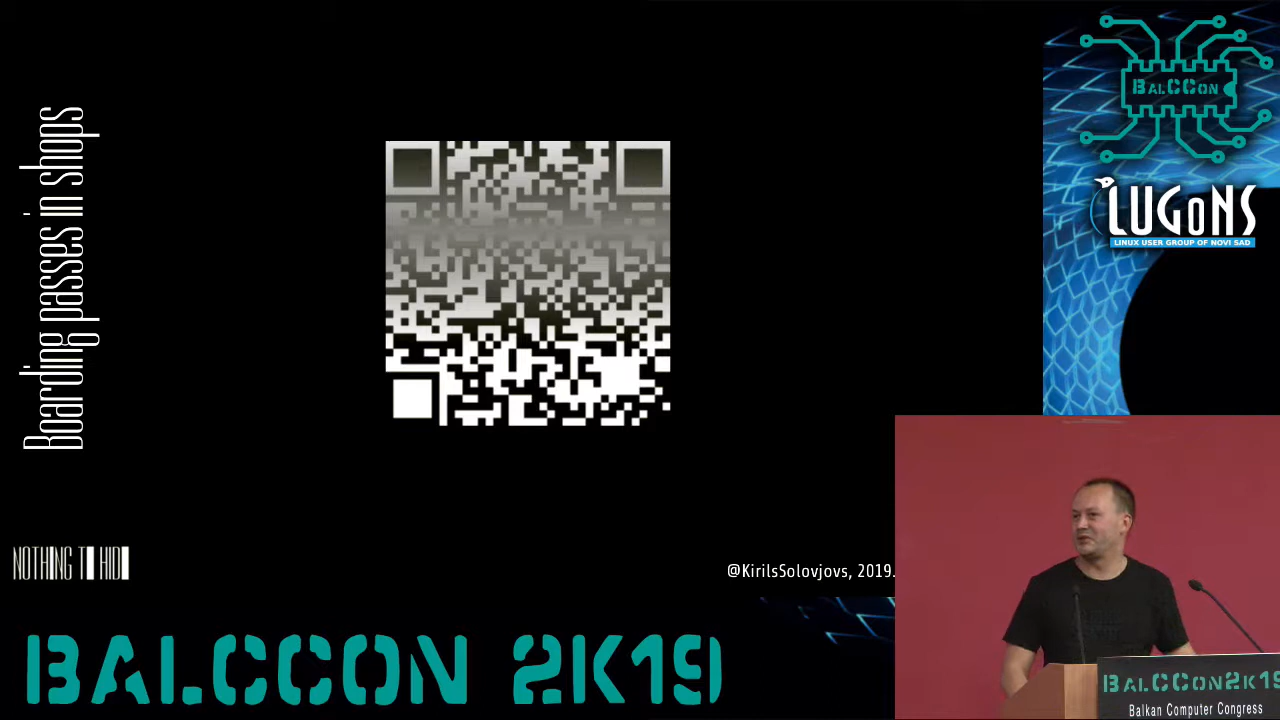 Boarding passes in shops
BALCCON
LUGONS
LINUX USER GROUP OF NOVI SAD
NOTHING TO HIDE
@KirilsSolovjovs, 2019.
BALCCON 2K19
BALCCON2K19
Balkan Computer Congress